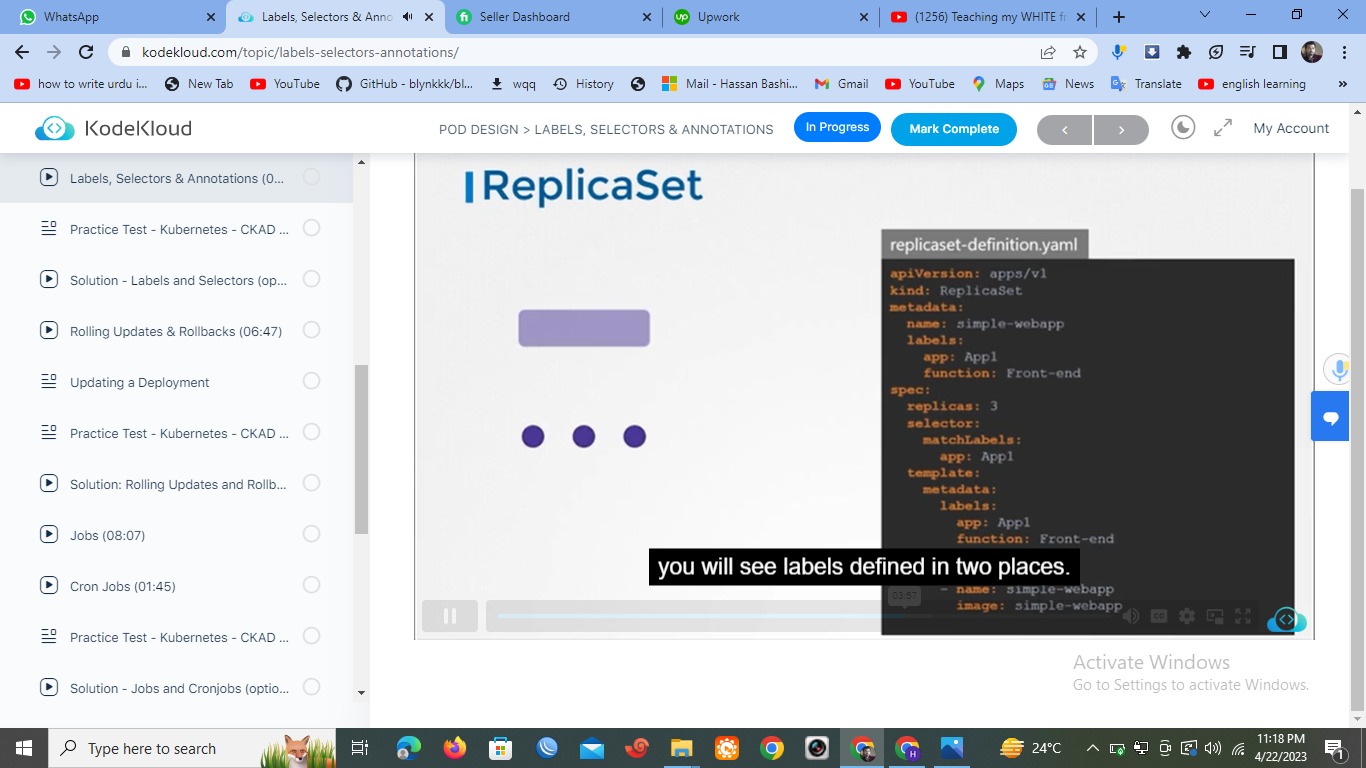 WhatsApp
Labels, Selectors & Anno
Seller Dashboard
Upwork
(1256) Teaching my WHITE fr
kodekloud.com/topic/labels-selectors-annotations/
how to write urdu i...
New Tab
YouTube
GitHub - blynkkk/bl...
wqq
History
S
Mail - Hassan Bashi...
Gmail
YouTube
Maps
News
Translate
english learning
»
KodeKloud
POD DESIGN > LABELS, SELECTORS & ANNOTATIONS
In Progress
Mark Complete
My Account
Labels, Selectors & Annotations (0...
Practice Test - Kubernetes - CKAD ...
Solution - Labels and Selectors (op...
Rolling Updates & Rollbacks (06:47)
Updating a Deployment
Practice Test - Kubernetes - CKAD ...
Solution: Rolling Updates and Rollb...
Jobs (08:07)
Cron Jobs (01:45)
Practice Test - Kubernetes - CKAD ...
Solution - Jobs and Cronjobs (optio...
ReplicaSet
replicaset-definition.yaml
apiVersion: apps/v1
kind: ReplicaSet
metadata:
name: simple-webapp
labels:
app: App1
function: Front-end
spec:
replicas: 3
selector:
matchLabels:
app: App1
template:
metadata:
labels:
app: App1
function: Front-end
you will see labels defined in two places.
- name: simple-webapp
image: simple-webapp
03:57
Activate Windows
Go to Settings to activate Windows.
Type here to search
24°C
11:18 PM
4/22/2023
1